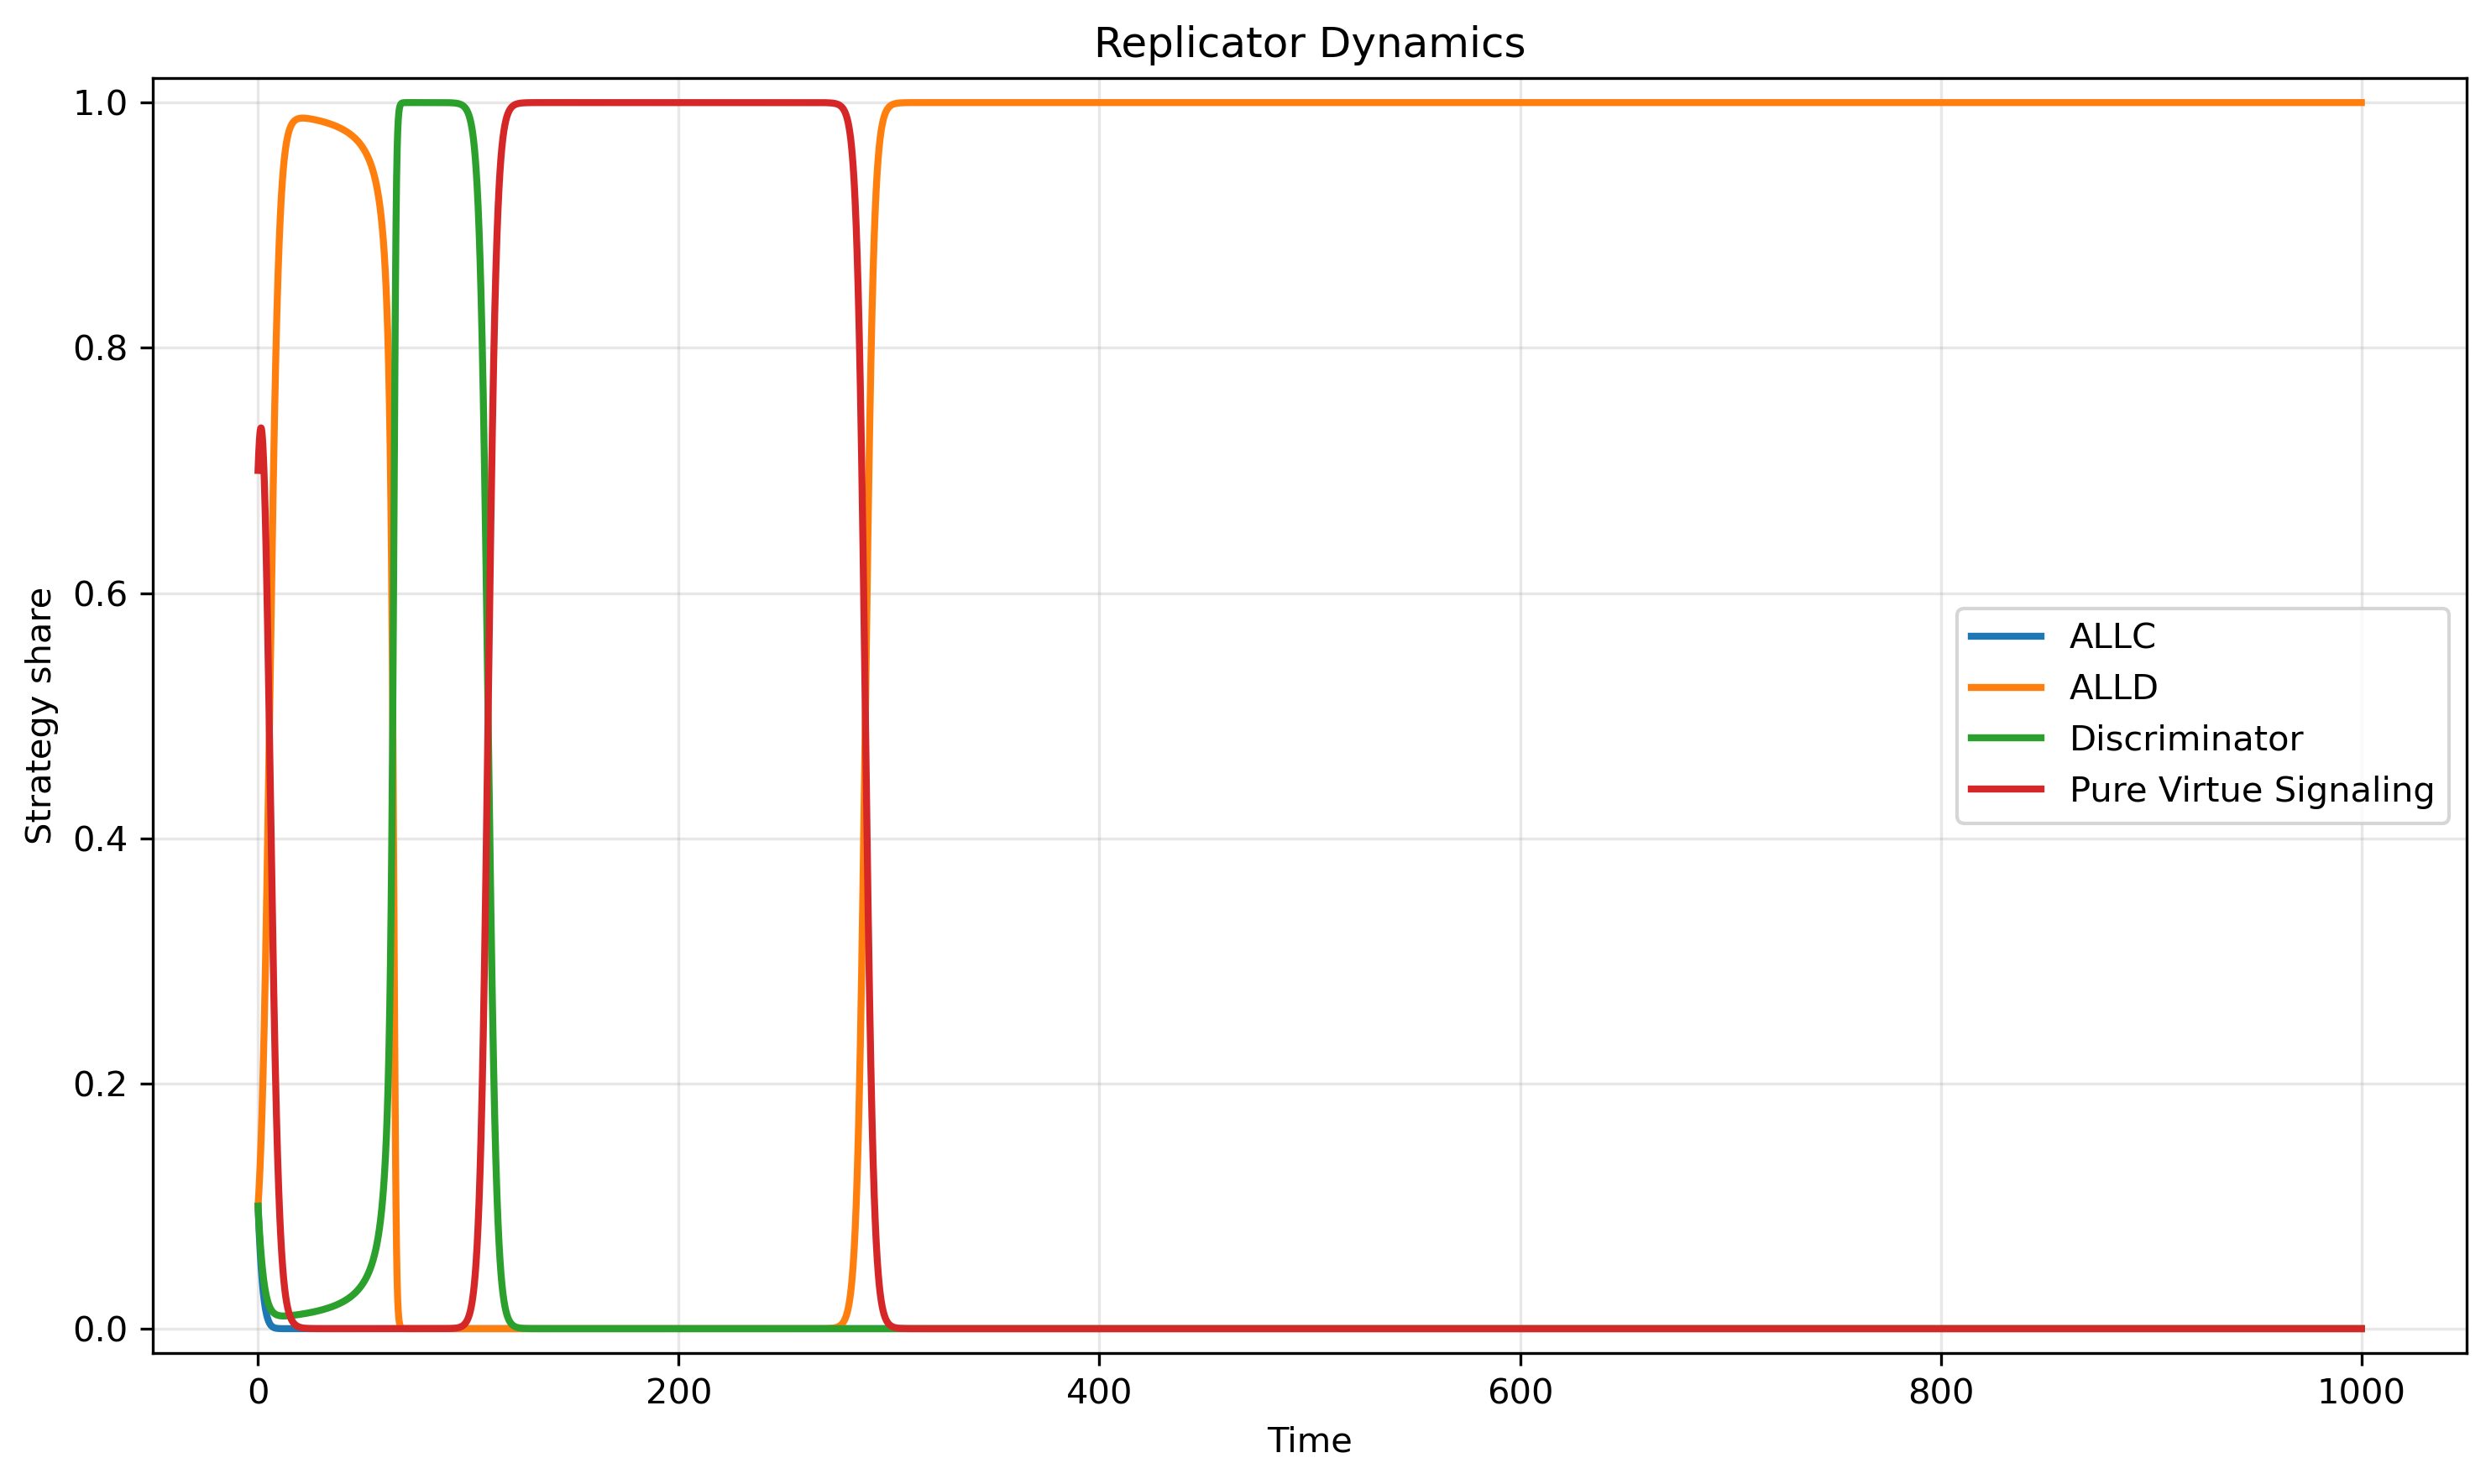 Replicator Dynamics
Strategy share
1.0
0.8
0.6
0.4
0.2
0.0
ALLC
ALLD
Discriminator
Pure Virtue Signaling
0 200 400 600 800 1000
Time